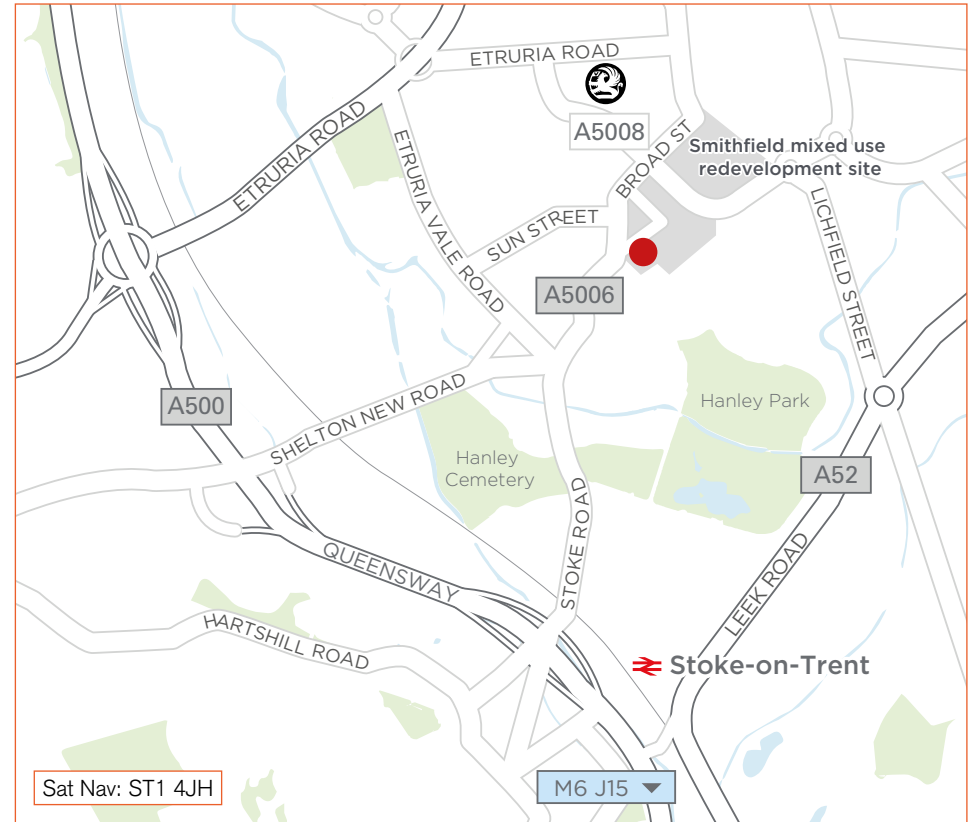 ETRURIA ROAD
A5008
BROAD ST
Smithfield mixed use
redevelopment site
ETRURIA ROAD
ETRURIA VALE ROAD
SUN STREET
LICHFIELD STREET
A5006
A500
SHELTON NEW ROAD
Hanley Park
Hanley
Cemetery
A52
STOKE ROAD
QUEENSWAY
LEEK ROAD
HARTSHILL ROAD
Stoke-on-Trent
Sat Nav: ST1 4JH
M6 J15